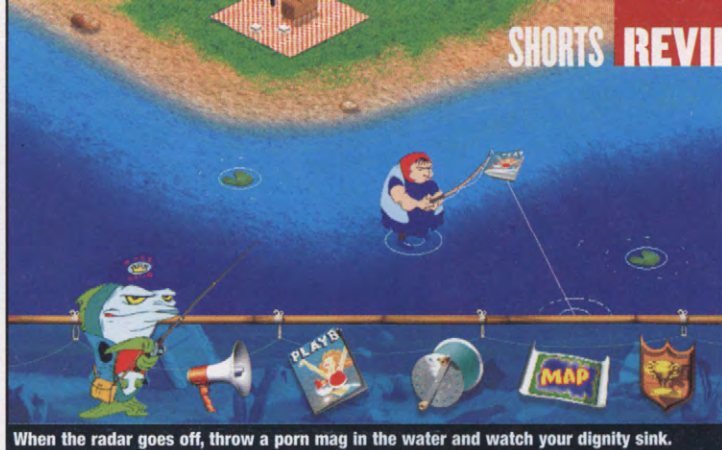 SHORTS REVI
PLAYB
MAP
When the radar goes off, throw a porn mag in the water and watch your dignity sink.